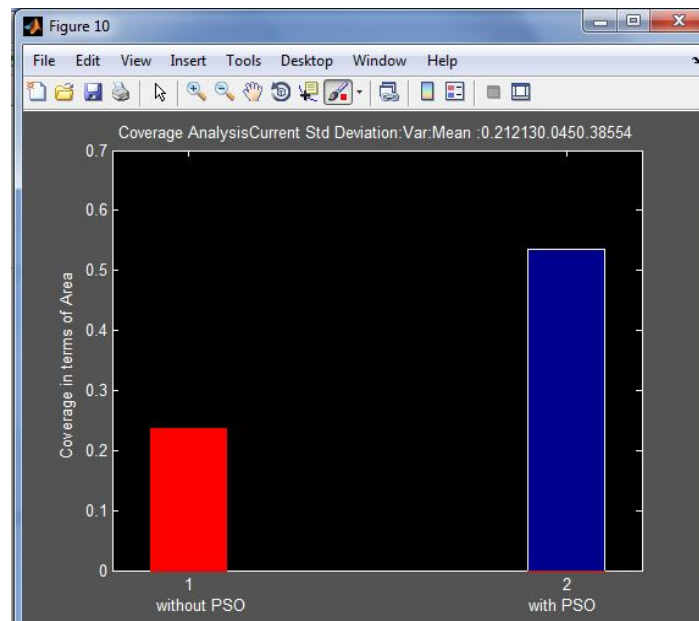 Figure 10
File Edit View Insert Tools Desktop Window Help
Coverage AnalysisCurrent Std Deviation:Var:Mean :0.212130.0450.38554
0.7
0.6
0.5
0.4
0.3
0.2
0.1
0
Coverage in terms of Area
1 2
without PSO with PSO